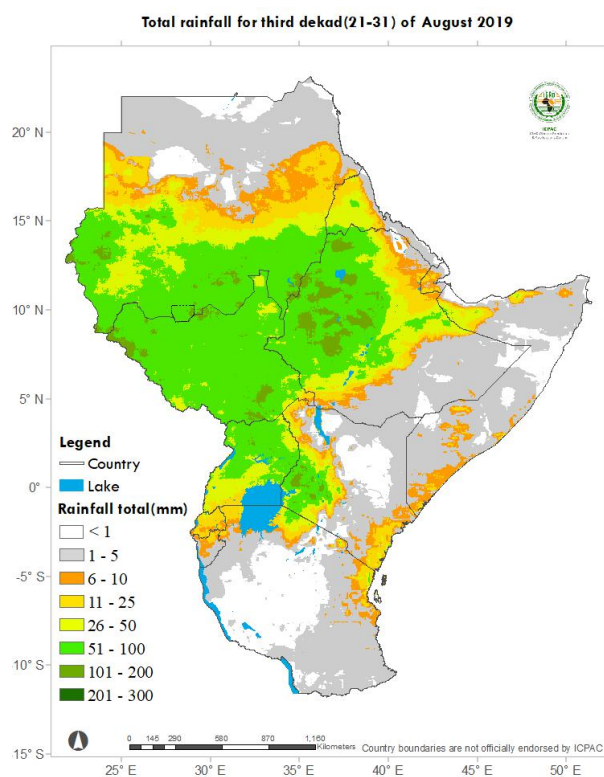 Total rainfall for third dekad(21-31) of August 2019
ICPAC
20° N
15° N
10° N
5° N
0°
5° S
10° S
15° S
Legend
Country
Lake
Rainfall total(mm)
< 1
1 - 5
6 - 10
11 - 25
26 - 50
51 - 100
101 - 200
201 - 300
0 145 290 580 870 1,160
Kilometers
Country boundaries are not officially endorsed by ICPAC
25° E 30° E 35° E 40° E 45° E 50° E